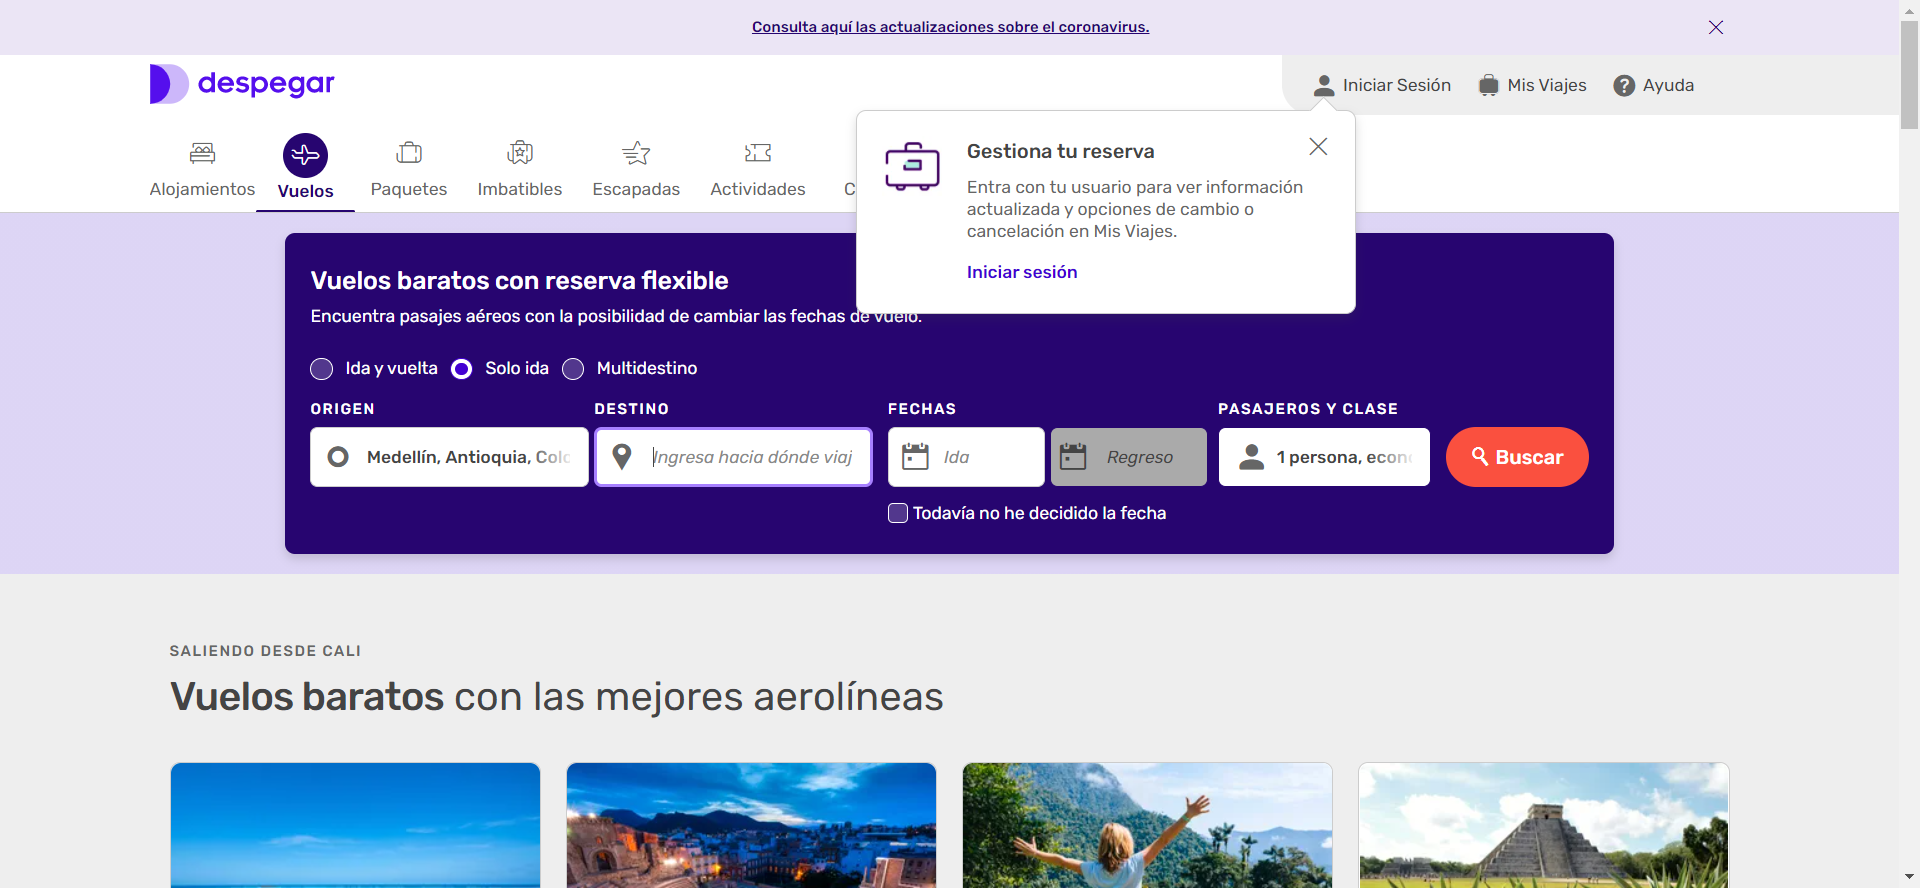 Consulta aquí las actualizaciones sobre el coronavirus.
despegar
Iniciar Sesión
Mis Viajes
Ayuda
Alojamientos
Vuelos
Paquetes
Imbatibles
Escapadas
Actividades
C
Gestiona tu reserva
Entra con tu usuario para ver información
actualizada y opciones de cambio o
cancelación en Mis Viajes.
Iniciar sesión
Vuelos baratos con reserva flexible
Encuentra pasajes aéreos con la posibilidad de cambiar las fechas de vuelo.
Ida y vuelta
Solo ida
Multidestino
ORIGEN
DESTINO
FECHAS
PASAJEROS Y CLASE
Medellín, Antioquia, Colo
Ingresa hacia dónde viaj
Ida
Regreso
1 persona, econ
Buscar
Todavía no he decidido la fecha
SALIENDO DESDE CALI
Vuelos baratos con las mejores aerolíneas